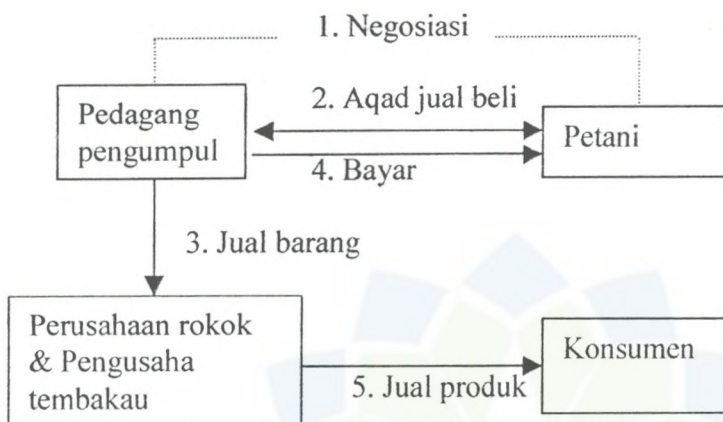 1. Negosiasi
Pedagang
pengumpul
2. Aqad jual beli
4. Bayar
Petani
3. Jual barang
Perusahaan rokok
& Pengusaha
tembakau
5. Jual produk
Konsumen